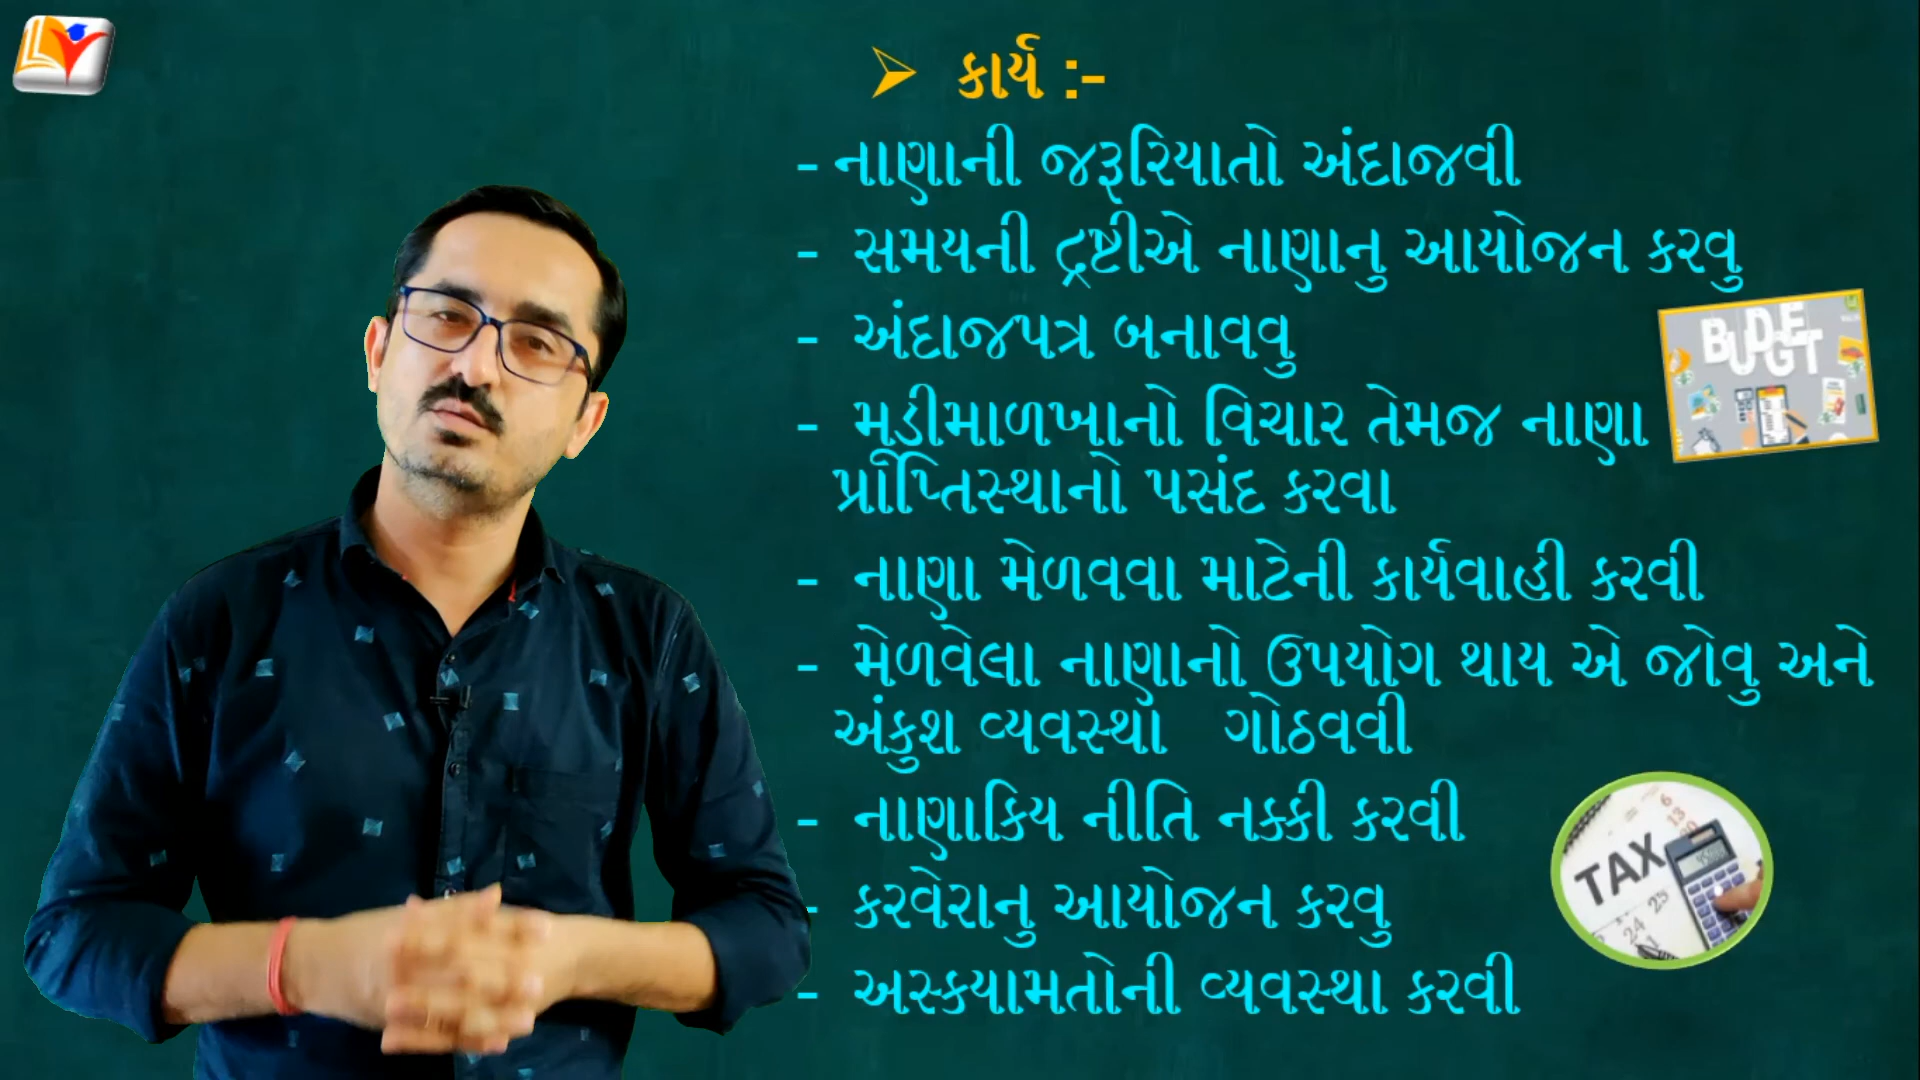 ➢ કાર્ય :-
- નાણાની જરૂરિયાતો અંદાજવી
- સમયની દ્રષ્ટીએ નાણાનુ આયોજન કરવુ
- અંદાજપત્ર બનાવવુ
BUDGET
- મૂડીમાળખાનો વિચાર તેમજ નાણા
પ્રાપ્તિસ્થાનો પસંદ કરવા
- નાણા મેળવવા માટેની કાર્યવાહી કરવી
- મેળવેલા નાણાનો ઉપયોગ થાય એ જોવુ અને
અંકુશ વ્યવસ્થા ગોઠવવી
- નાણાકિય નીતિ નક્કી કરવી
TAX
- કરવેરાનુ આયોજન કરવુ
- અસ્કયામતોની વ્યવસ્થા કરવી